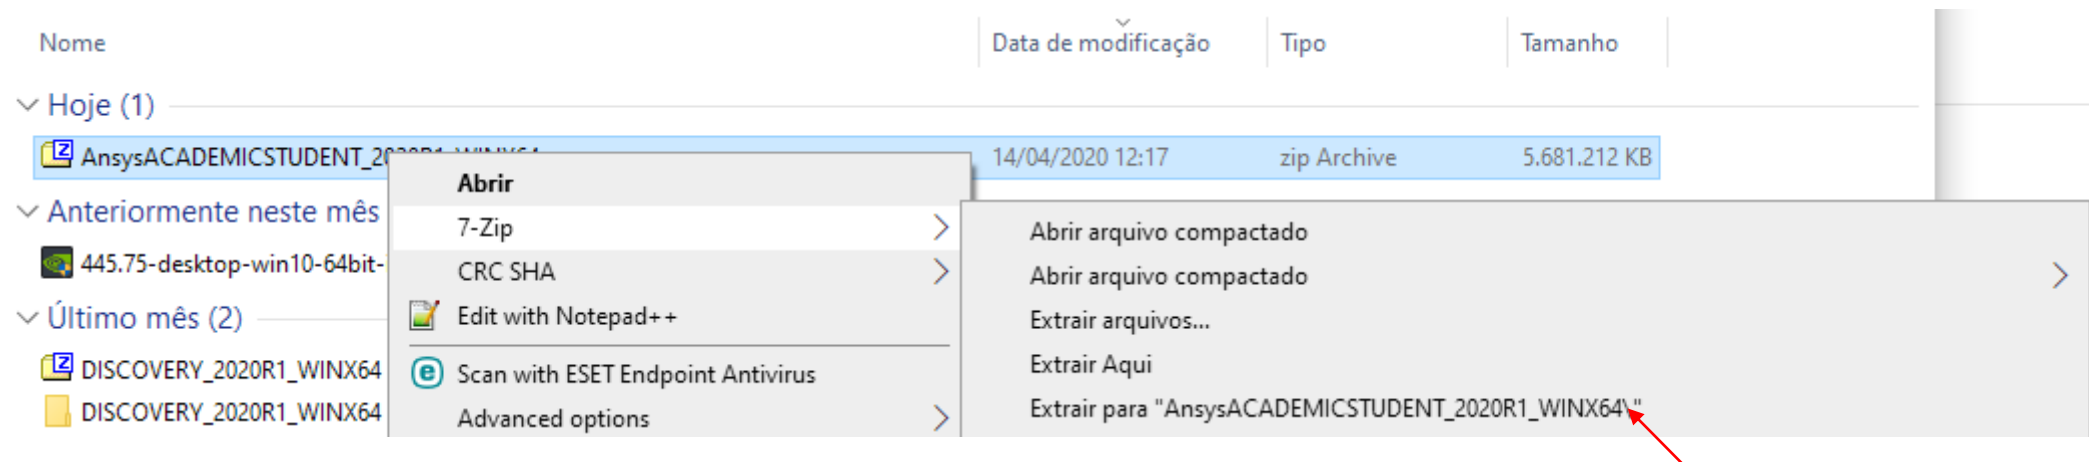 Nome Data de modificação Tipo Tamanho
Hoje (1)
AnsysACADEMICSTUDENT_2020R1_WINX64 14/04/2020 12:17 zip Archive 5.681.212 KB
Abrir
Anteriormente neste mês
7-Zip
Abrir arquivo compactado
445.75-desktop-win10-64bit-
CRC SHA
Abrir arquivo compactado
Último mês (2)
Edit with Notepad++
Extrair arquivos...
DISCOVERY_2020R1_WINX64
Scan with ESET Endpoint Antivirus
Extrair Aqui
DISCOVERY_2020R1_WINX64
Advanced options
Extrair para "AnsysACADEMICSTUDENT_2020R1_WINX64\"